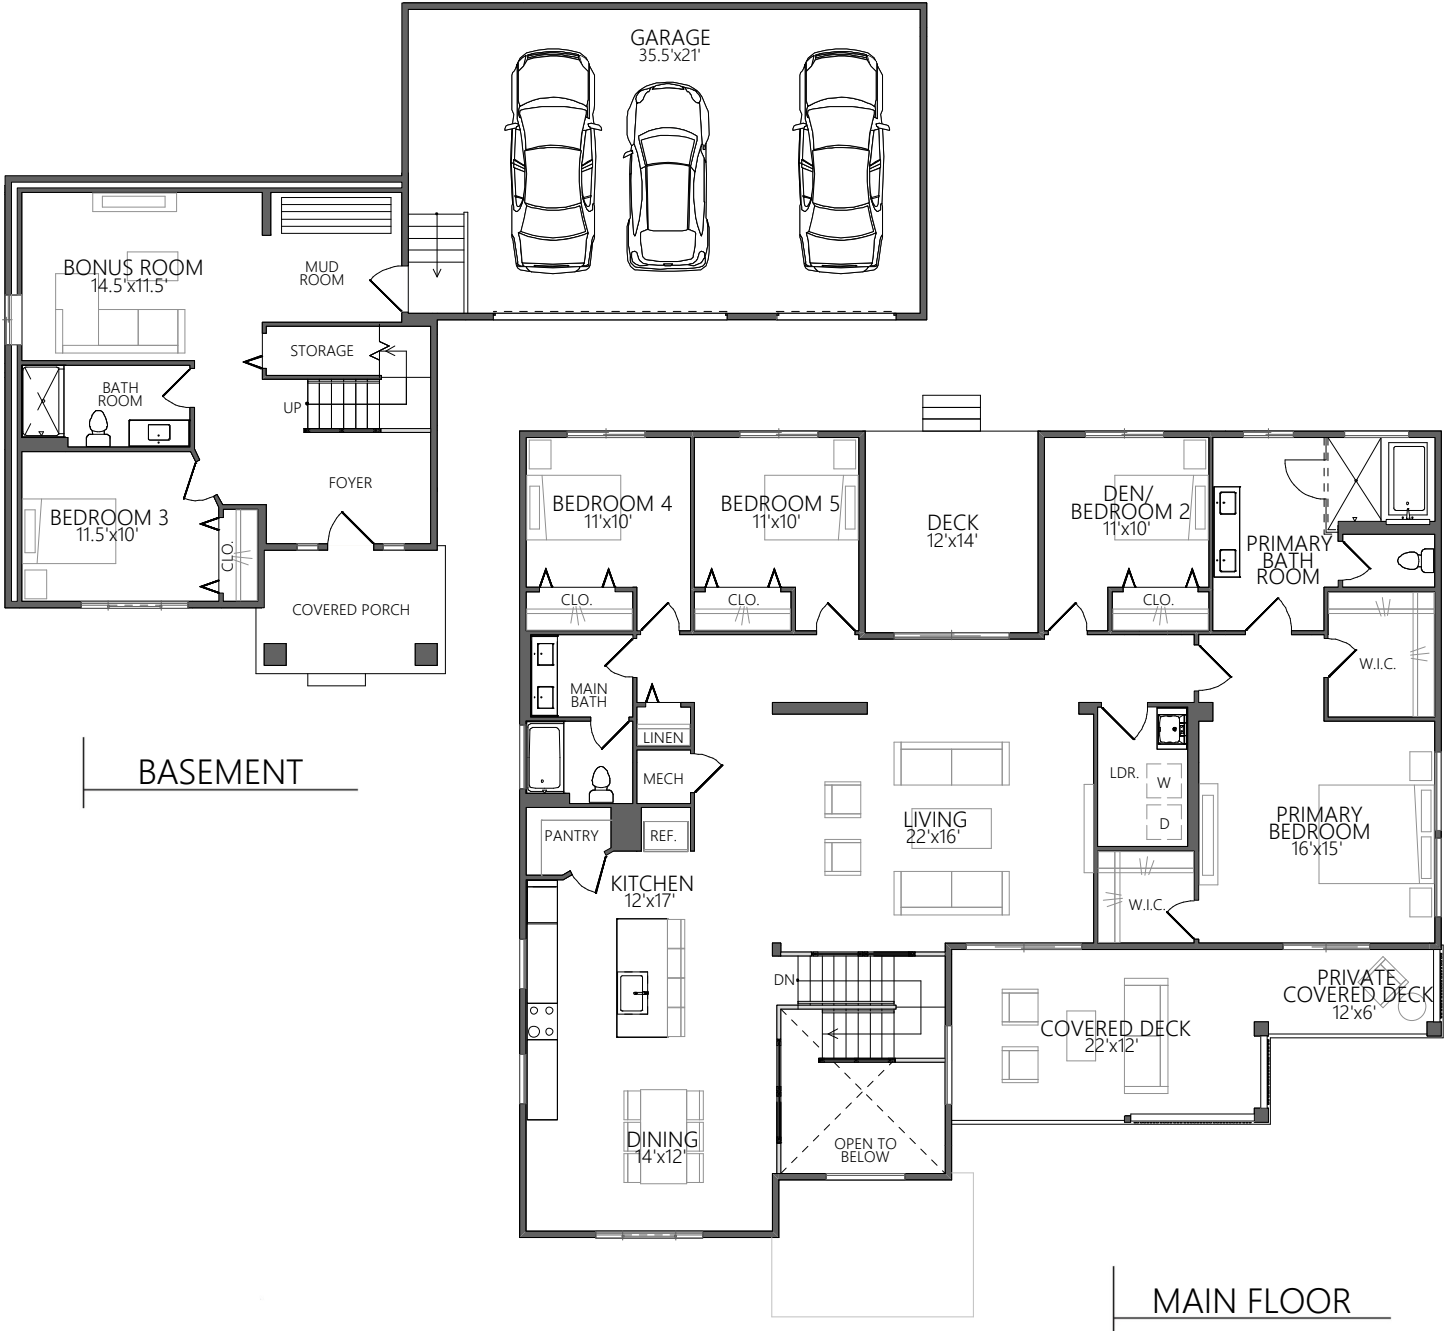 GARAGE
35.5'x21'
BONUS ROOM
14.5'x11.5'
MUD
ROOM
STORAGE
BATH
ROOM
UP
FOYER
BEDROOM 3
11.5'x10'
CLO.
COVERED PORCH
BASEMENT
BEDROOM 4
11'x10'
BEDROOM 5
11'x10'
DECK
12'x14'
DEN/
BEDROOM 2
11'x10'
PRIMARY
BATH
ROOM
CLO.
CLO.
CLO.
W.I.C.
MAIN
BATH
LINEN
MECH
LDR.
W
D
PANTRY
REF.
LIVING
22'x16'
PRIMARY
BEDROOM
16'x15'
KITCHEN
12'x17'
W.I.C.
DN
PRIVATE
COVERED DECK
12'x6'
COVERED DECK
22'x12'
DINING
14'x12'
OPEN TO
BELOW
MAIN FLOOR